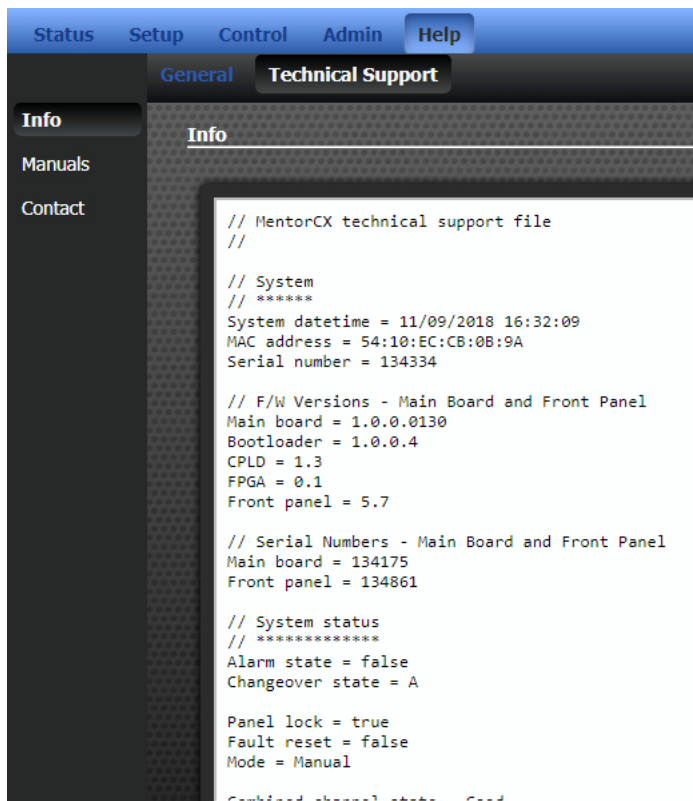 Status Setup Control Admin Help
General Technical Support
Info
Manuals
Contact
Info
// MentorCX technical support file
//
// System
// ******
System datetime = 11/09/2018 16:32:09
MAC address = 54:10:EC:CB:0B:9A
Serial number = 134334
// F/W Versions - Main Board and Front Panel
Main board = 1.0.0.0130
Bootloader = 1.0.0.4
CPLD = 1.3
FPGA = 0.1
Front panel = 5.7
// Serial Numbers - Main Board and Front Panel
Main board = 134175
Front panel = 134861
// System status
// *************
Alarm state = false
Changeover state = A
Panel lock = true
Fault reset = false
Mode = Manual
Combined channel state = Good